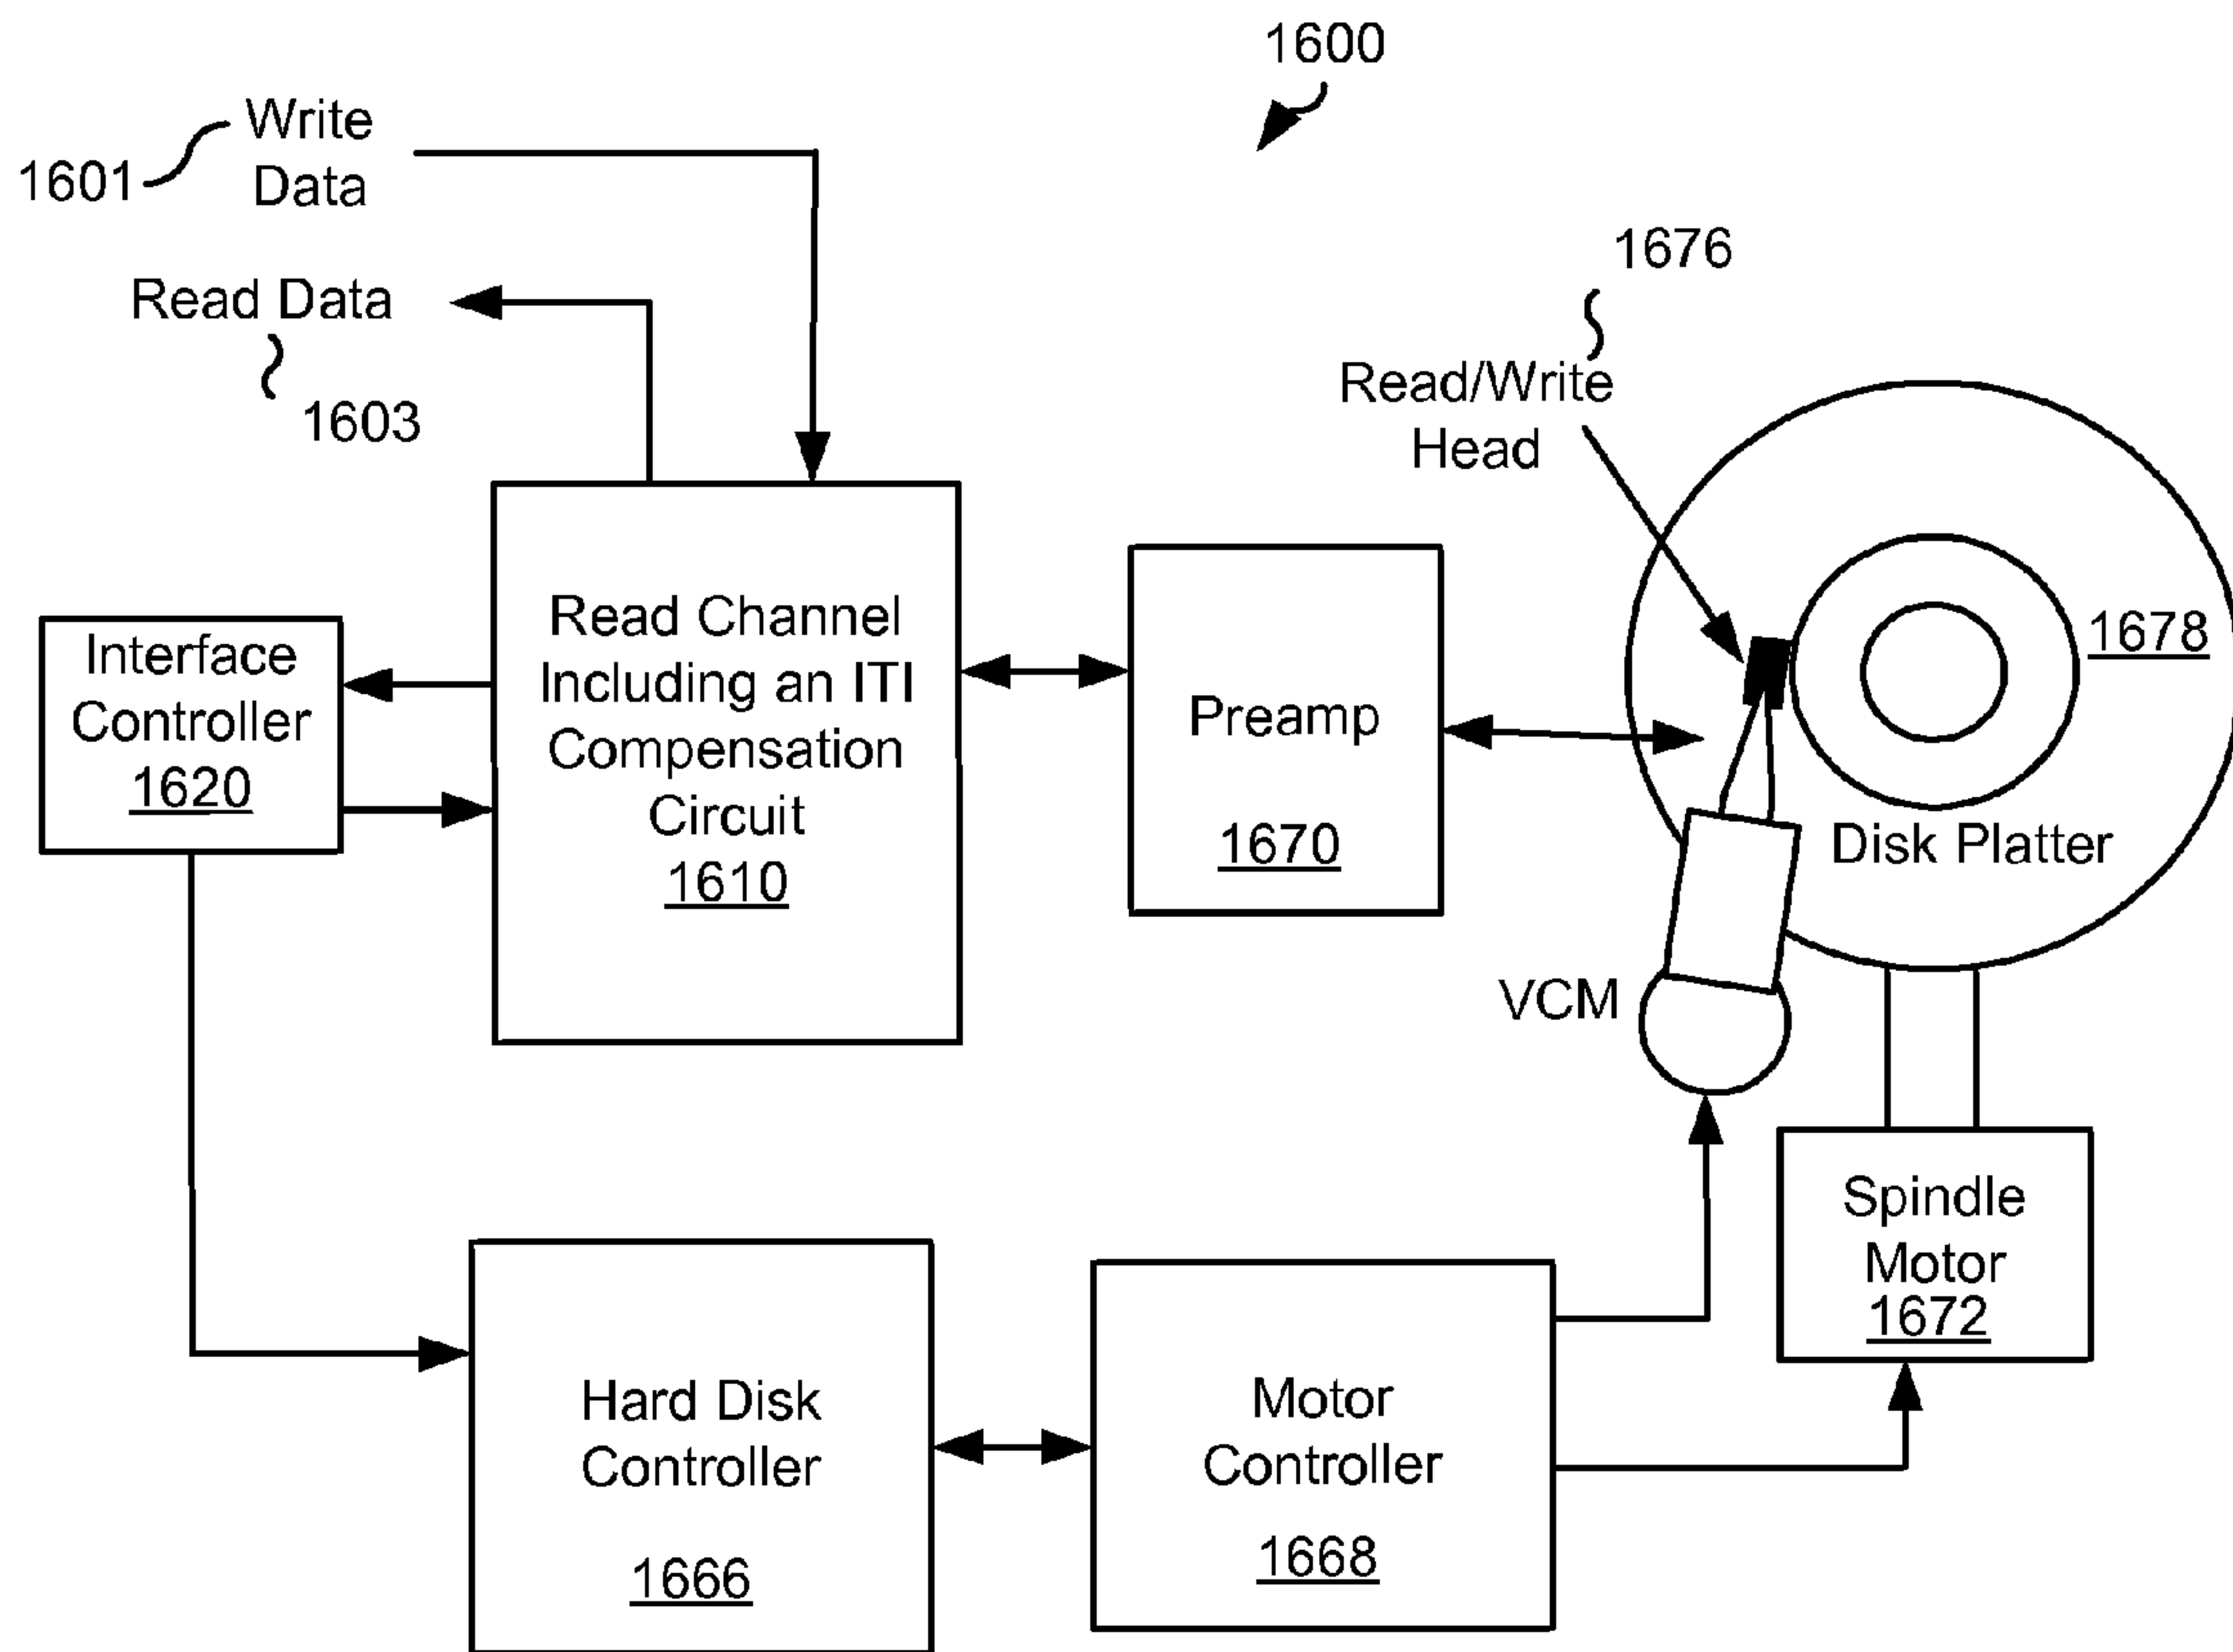 1600
Write
Data
1601
Read Data
1603
1676
Read/Write
Head
1678
Disk Platter
Interface
Controller
1620
Read Channel
Including an ITI
Compensation
Circuit
1610
Preamp
1670
VCM
Spindle
Motor
1672
Hard Disk
Controller
1666
Motor
Controller
1668